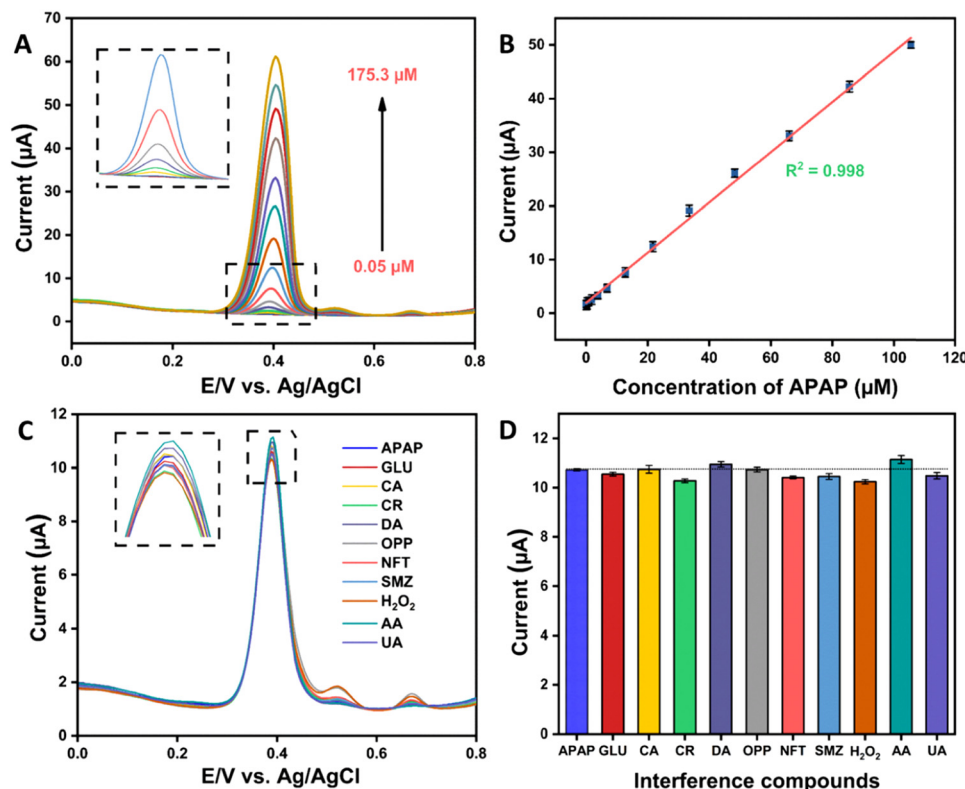 A
70
60
50
40
30
20
10
0
Current (µA)
175.3 µM
0.05 µM
0.0 0.2 0.4 0.6 0.8
E/V vs. Ag/AgCl
B
50
40
30
20
10
0
Current (µA)
R² = 0.998
0 20 40 60 80 100 120
Concentration of APAP (µM)
C
12
10
8
6
4
2
0
Current (µA)
APAP
GLU
CA
CR
DA
OPP
NFT
SMZ
H₂O₂
AA
UA
0.0 0.2 0.4 0.6 0.8
E/V vs. Ag/AgCl
D
12
10
8
6
4
2
0
Current (µA)
APAP GLU CA CR DA OPP NFT SMZ H₂O₂ AA UA
Interference compounds